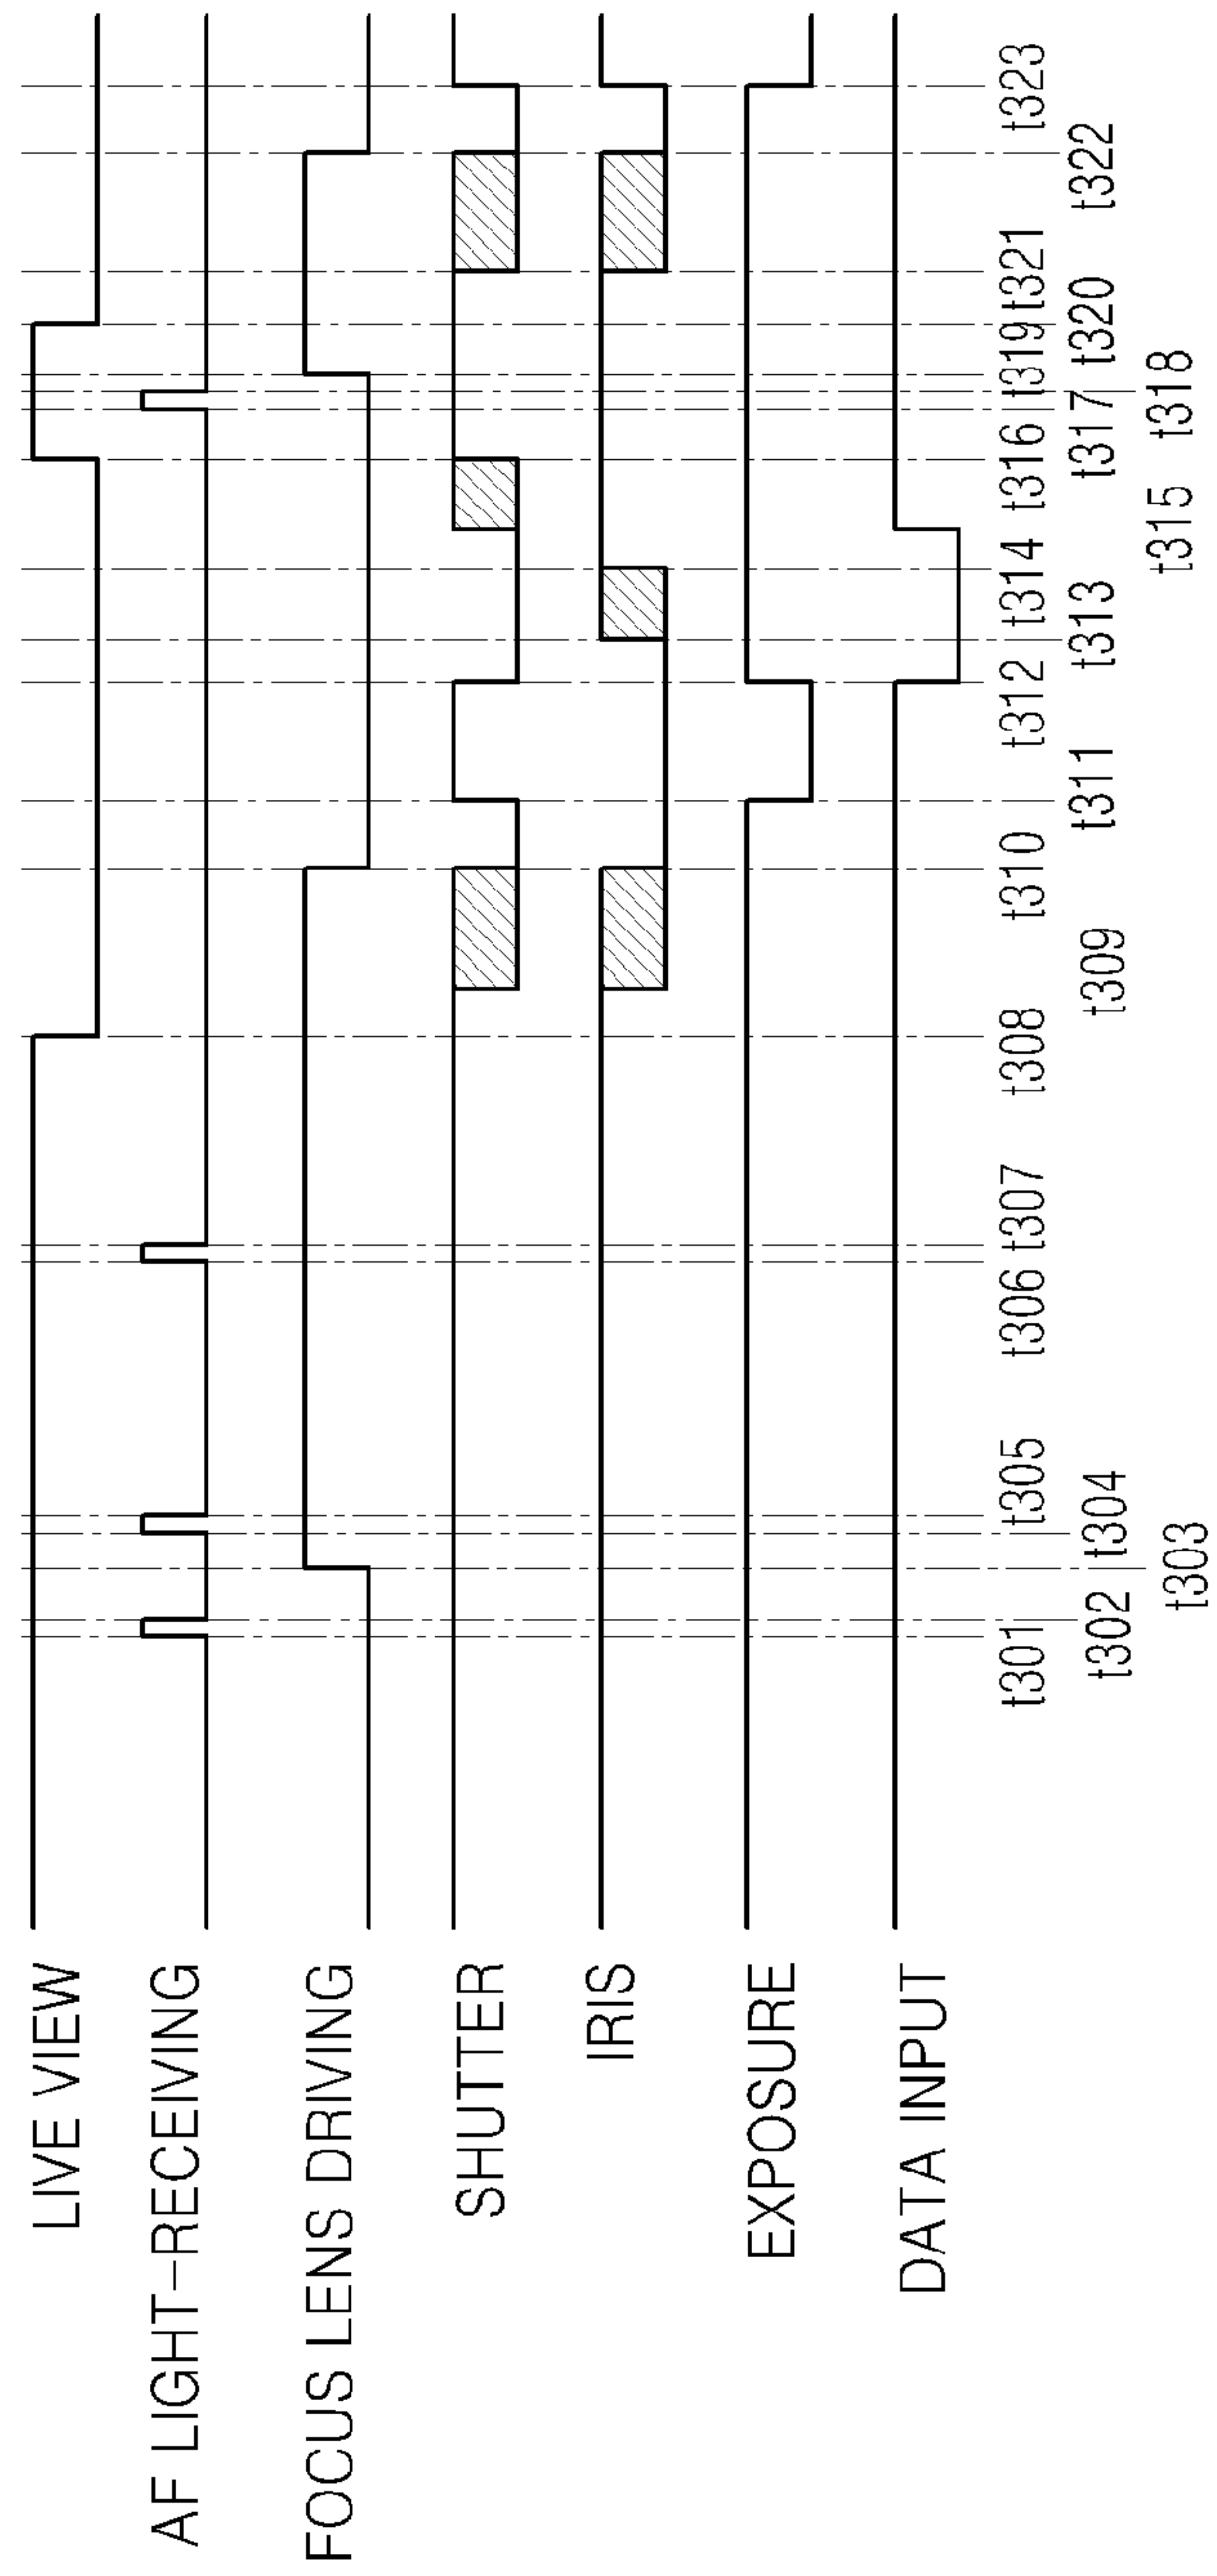 LIVE VIEW
AF LIGHT-RECEIVING
FOCUS LENS DRIVING
SHUTTER
IRIS
EXPOSURE
DATA INPUT
t301 t305 t306 t307 t308 t310 t312 t314 t316 t319 t321 t323
t302 t304 t309 t311 t313 t317 t320 t322
t303 t315 t318